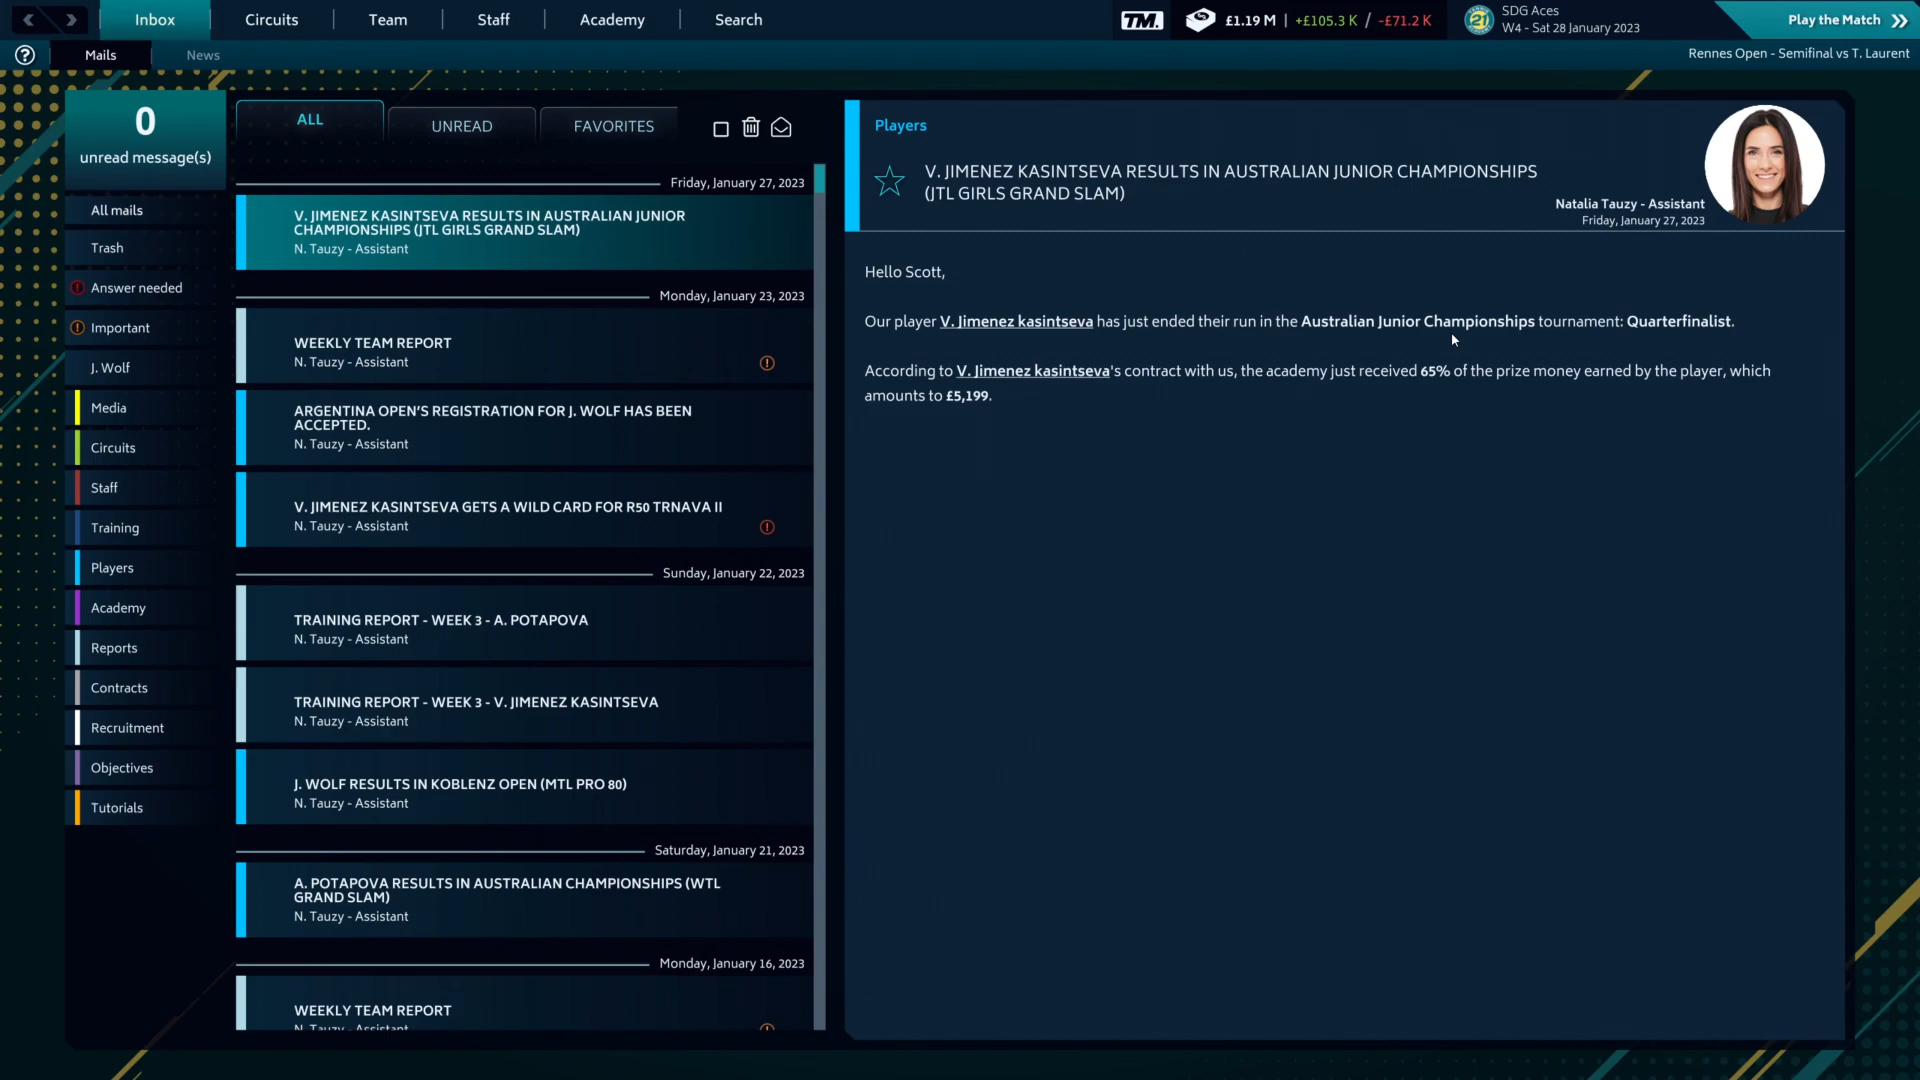 Inbox
Circuits
Team
Staff
Academy
Search
TM.
£1.19 M | +£105.3 K / -£71.2 K
21
SDG Aces
W4 - Sat 28 January 2023
Play the Match
?
Mails
News
Rennes Open - Semifinal vs T. Laurent
0
unread message(s)
All mails
Trash
Answer needed
Important
J. Wolf
Media
Circuits
Staff
Training
Players
Academy
Reports
Contracts
Recruitment
Objectives
Tutorials
ALL
UNREAD
FAVORITES
Friday, January 27, 2023
V. JIMENEZ KASINTSEVA RESULTS IN AUSTRALIAN JUNIOR
CHAMPIONSHIPS (JTL GIRLS GRAND SLAM)
N. Tauzy - Assistant
Monday, January 23, 2023
WEEKLY TEAM REPORT
N. Tauzy - Assistant
ARGENTINA OPEN'S REGISTRATION FOR J. WOLF HAS BEEN
ACCEPTED.
N. Tauzy - Assistant
V. JIMENEZ KASINTSEVA GETS A WILD CARD FOR R50 TRNAVA II
N. Tauzy - Assistant
Sunday, January 22, 2023
TRAINING REPORT - WEEK 3 - A. POTAPOVA
N. Tauzy - Assistant
TRAINING REPORT - WEEK 3 - V. JIMENEZ KASINTSEVA
N. Tauzy - Assistant
J. WOLF RESULTS IN KOBLENZ OPEN (MTL PRO 80)
N. Tauzy - Assistant
Saturday, January 21, 2023
A. POTAPOVA RESULTS IN AUSTRALIAN CHAMPIONSHIPS (WTL
GRAND SLAM)
N. Tauzy - Assistant
Monday, January 16, 2023
WEEKLY TEAM REPORT
N. Tauzy - Assistant
Players
V. JIMENEZ KASINTSEVA RESULTS IN AUSTRALIAN JUNIOR CHAMPIONSHIPS
(JTL GIRLS GRAND SLAM)
Natalia Tauzy - Assistant
Friday, January 27, 2023
Hello Scott,
Our player V. Jimenez kasintseva has just ended their run in the Australian Junior Championships tournament: Quarterfinalist.
According to V. Jimenez kasintseva's contract with us, the academy just received 65% of the prize money earned by the player, which
amounts to £5,199.